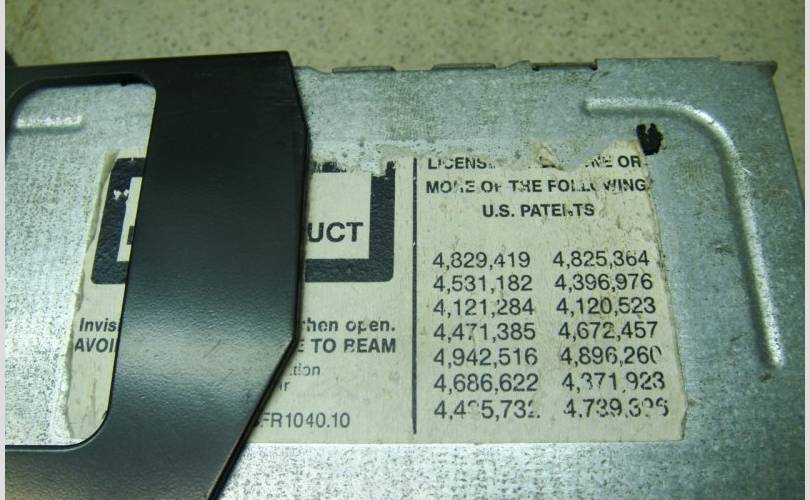 UCT
Invis hen open.
AVOI E TO BEAM
tion
r
FR1040.10
OR
MORE OF THE FOLLOWING
U.S. PATENTS
4,829,419 4,825,364
4,531,182 4,396,976
4,121,284 4,120,523
4,471,385 4,672,457
4,942,516 4,896,260
4,686,622 4,371,923